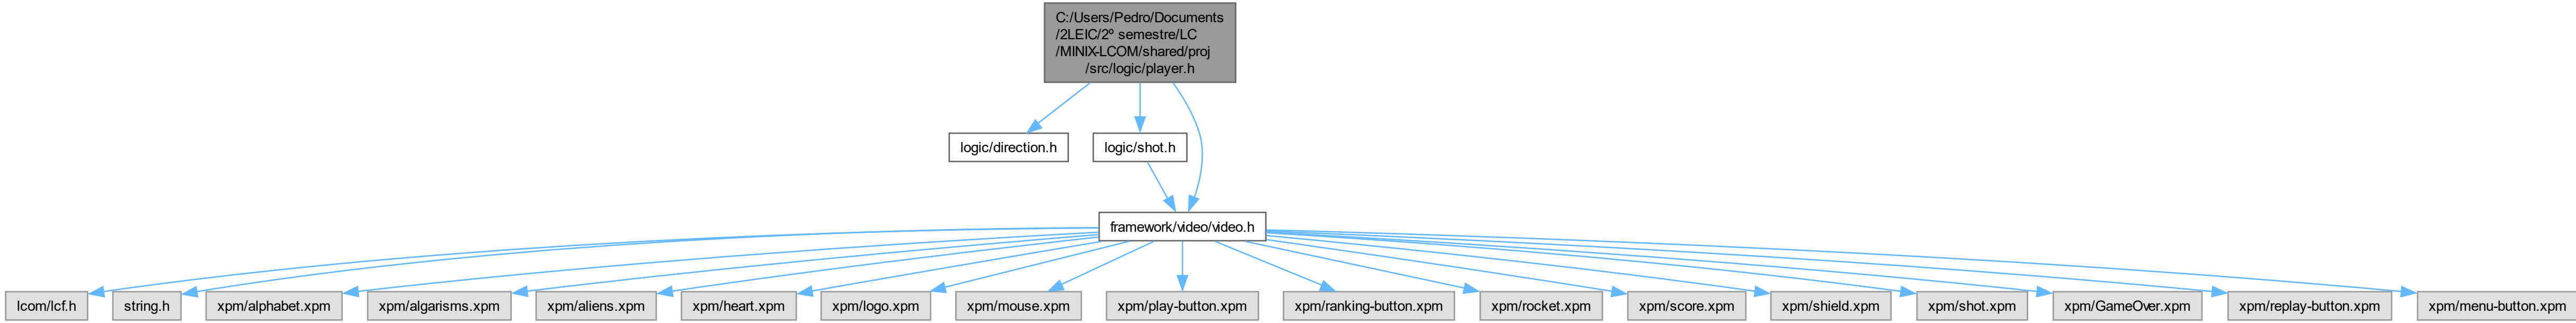 C:/Users/Pedro/Documents
/2LEIC/2º semestre/LC
/MINIX-LCOM/shared/proj
/src/logic/player.h
logic/direction.h
logic/shot.h
framework/video/video.h
lcom/lcf.h
string.h
xpm/alphabet.xpm
xpm/algarisms.xpm
xpm/aliens.xpm
xpm/heart.xpm
xpm/logo.xpm
xpm/mouse.xpm
xpm/play-button.xpm
xpm/ranking-button.xpm
xpm/rocket.xpm
xpm/score.xpm
xpm/shield.xpm
xpm/shot.xpm
xpm/GameOver.xpm
xpm/replay-button.xpm
xpm/menu-button.xpm